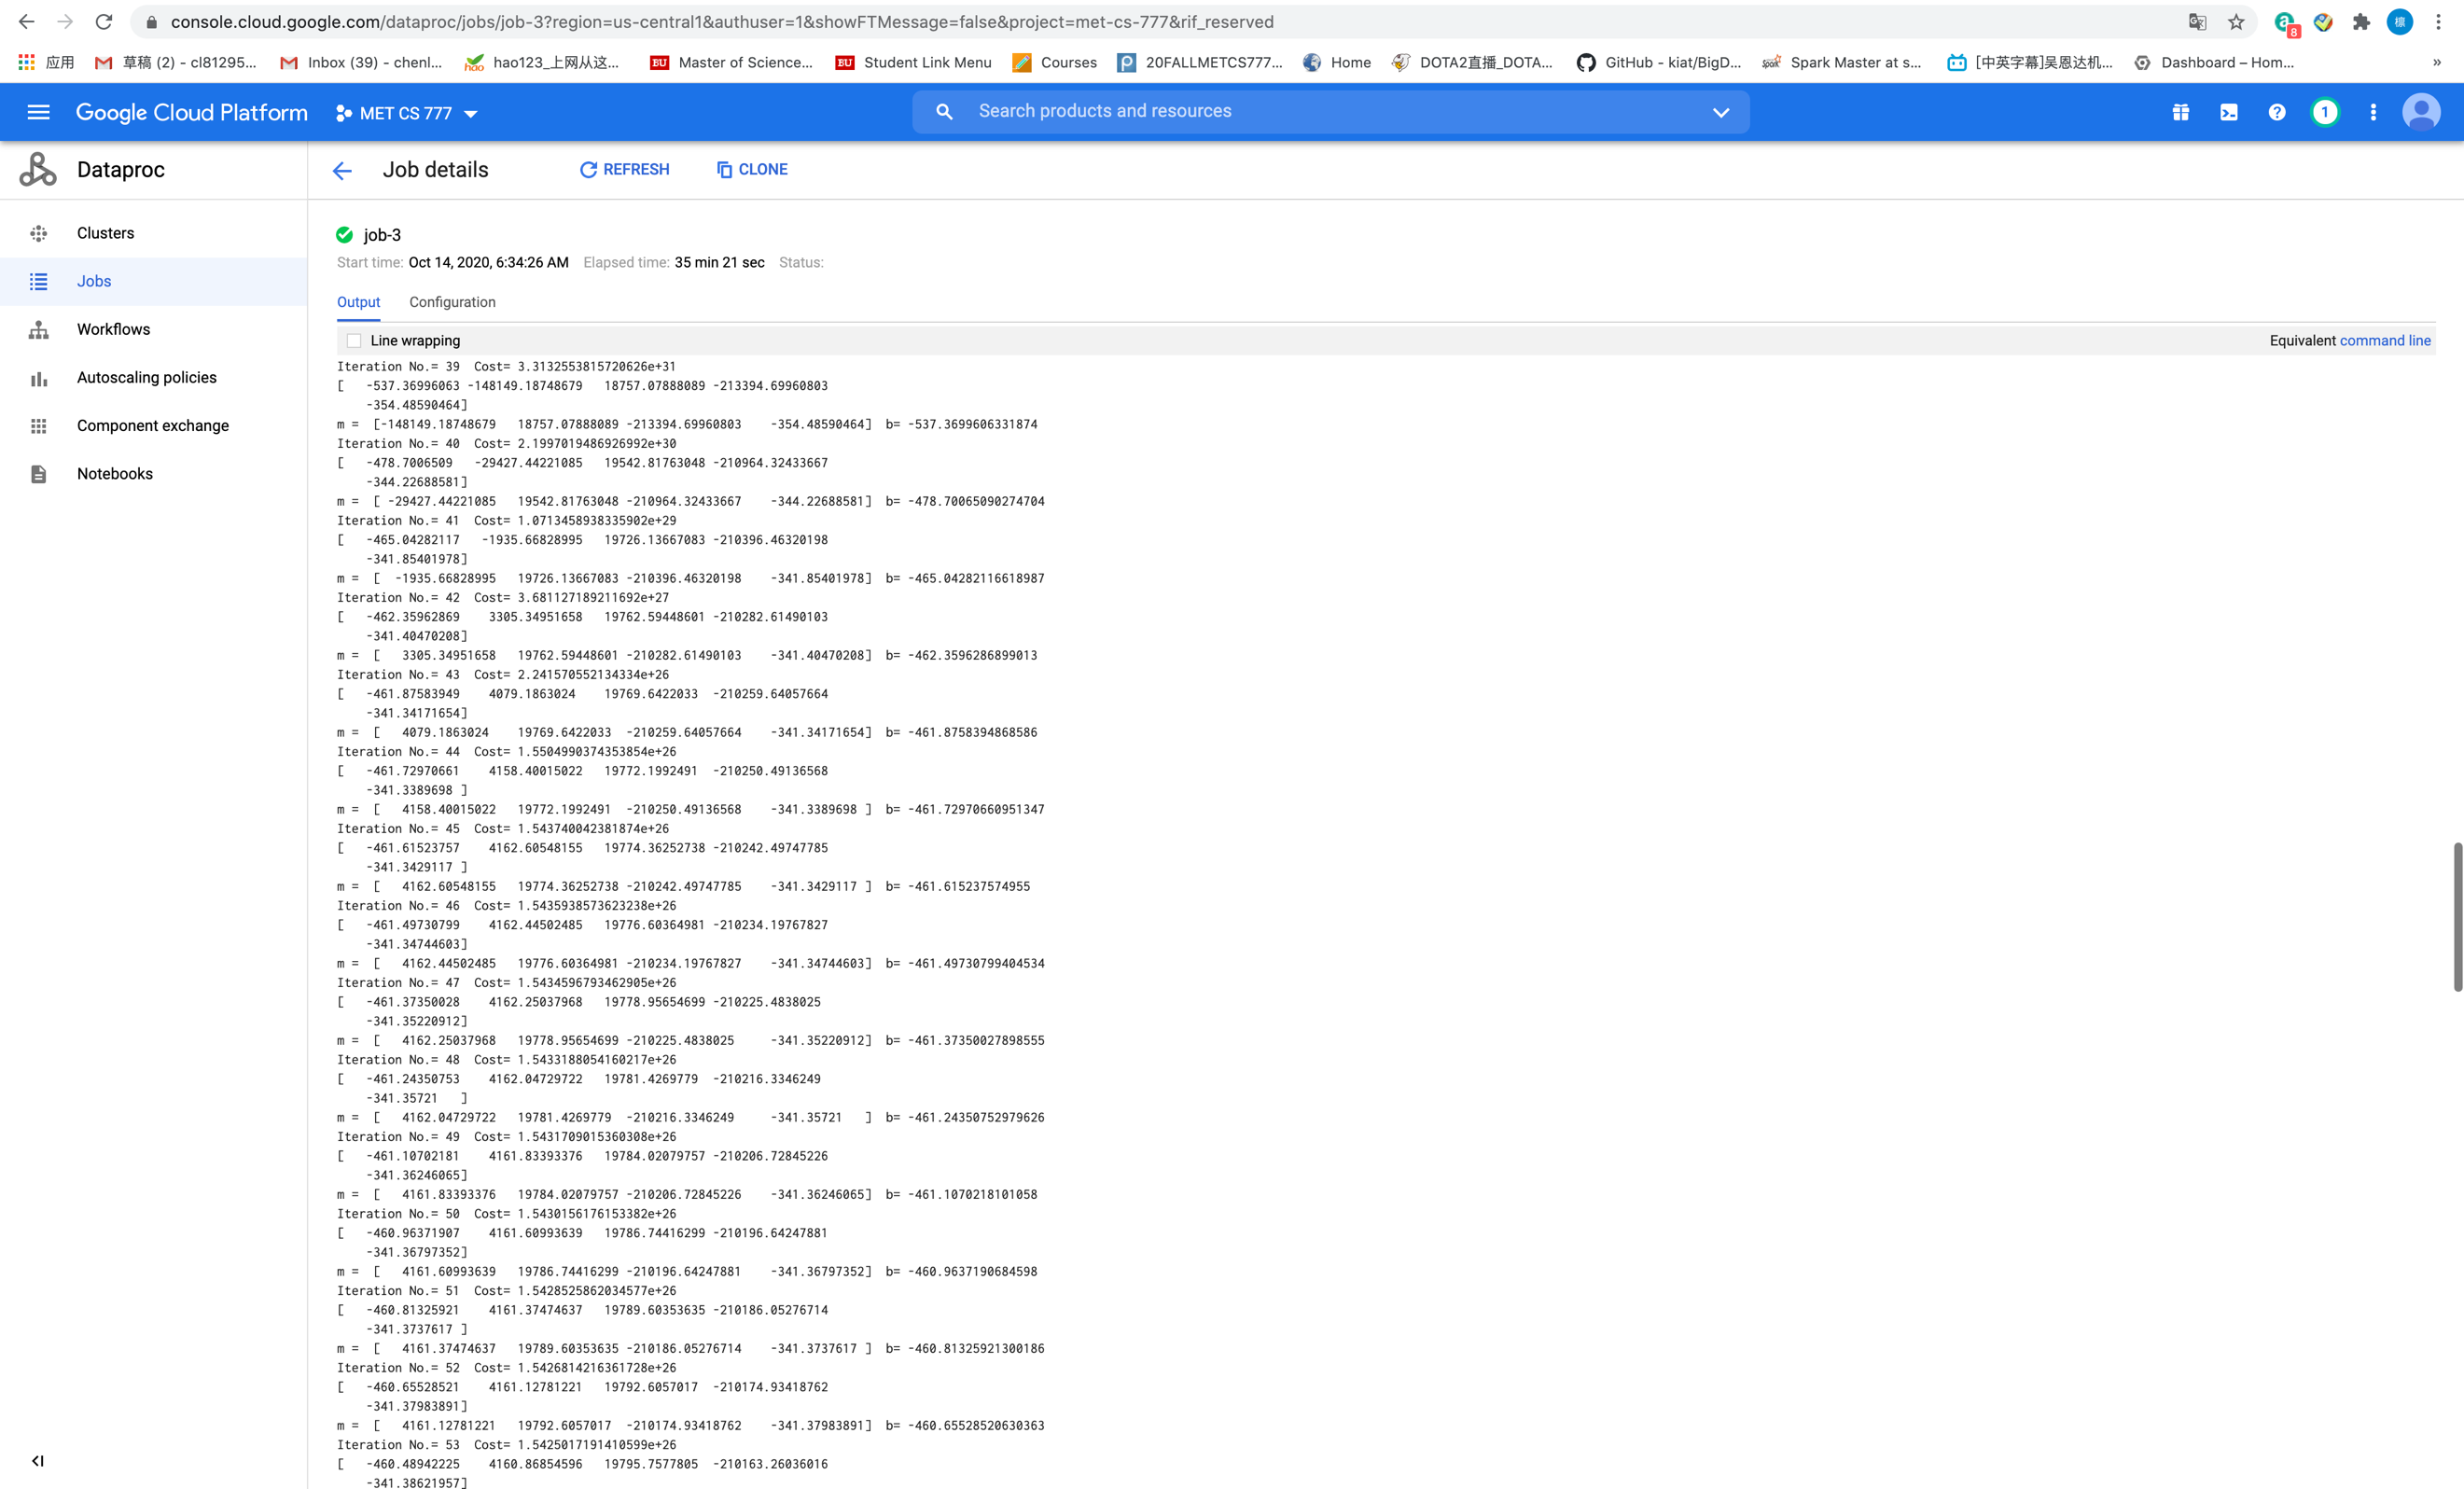 console.cloud.google.com/dataproc/jobs/job-3?region=us-central1&authuser=1&showFTMessage=false&project=met-cs-777&rif_reserved
8
檩
应用
草稿 (2) - cl81295...
Inbox (39) - chenl...
hao123_上网从这...
BU Master of Science...
BU Student Link Menu
Courses
20FALLMETCS777...
Home
DOTA2直播_DOTA...
GitHub - kiat/BigD...
Spark Master at s...
[中英字幕]吴恩达机...
Dashboard – Hom...
»
Google Cloud Platform
MET CS 777
Search products and resources
1
Dataproc
Job details
REFRESH
CLONE
Clusters
Jobs
Workflows
Autoscaling policies
Component exchange
Notebooks
job-3
Start time: Oct 14, 2020, 6:34:26 AM Elapsed time: 35 min 21 sec Status:
Output Configuration
Line wrapping
Equivalent command line
Iteration No.= 39 Cost= 3.3132553815720626e+31
[ -537.36996063 -148149.18748679 18757.07888089 -213394.69960803
-354.48590464]
m = [-148149.18748679 18757.07888089 -213394.69960803 -354.48590464] b= -537.3699606331874
Iteration No.= 40 Cost= 2.1997019486926992e+30
[ -478.7006509 -29427.44221085 19542.81763048 -210964.32433667
-344.22688581]
m = [ -29427.44221085 19542.81763048 -210964.32433667 -344.22688581] b= -478.70065090274704
Iteration No.= 41 Cost= 1.0713458938335902e+29
[ -465.04282117 -1935.66828995 19726.13667083 -210396.46320198
-341.85401978]
m = [ -1935.66828995 19726.13667083 -210396.46320198 -341.85401978] b= -465.04282116618987
Iteration No.= 42 Cost= 3.681127189211692e+27
[ -462.35962869 3305.34951658 19762.59448601 -210282.61490103
-341.40470208]
m = [ 3305.34951658 19762.59448601 -210282.61490103 -341.40470208] b= -462.3596286899013
Iteration No.= 43 Cost= 2.241570552134334e+26
[ -461.87583949 4079.1863024 19769.6422033 -210259.64057664
-341.34171654]
m = [ 4079.1863024 19769.6422033 -210259.64057664 -341.34171654] b= -461.8758394868586
Iteration No.= 44 Cost= 1.5504990374353854e+26
[ -461.72970661 4158.40015022 19772.1992491 -210250.49136568
-341.3389698 ]
m = [ 4158.40015022 19772.1992491 -210250.49136568 -341.3389698 ] b= -461.72970660951347
Iteration No.= 45 Cost= 1.543740042381874e+26
[ -461.61523757 4162.60548155 19774.36252738 -210242.49747785
-341.3429117 ]
m = [ 4162.60548155 19774.36252738 -210242.49747785 -341.3429117 ] b= -461.615237574955
Iteration No.= 46 Cost= 1.5435938573623238e+26
[ -461.49730799 4162.44502485 19776.60364981 -210234.19767827
-341.34744603]
m = [ 4162.44502485 19776.60364981 -210234.19767827 -341.34744603] b= -461.49730799404534
Iteration No.= 47 Cost= 1.5434596793462905e+26
[ -461.37350028 4162.25037968 19778.95654699 -210225.4838025
-341.35220912]
m = [ 4162.25037968 19778.95654699 -210225.4838025 -341.35220912] b= -461.37350027898555
Iteration No.= 48 Cost= 1.5433188054160217e+26
[ -461.24350753 4162.04729722 19781.4269779 -210216.3346249
-341.35721 ]
m = [ 4162.04729722 19781.4269779 -210216.3346249 -341.35721 ] b= -461.24350752979626
Iteration No.= 49 Cost= 1.5431709015360308e+26
[ -461.10702181 4161.83393376 19784.02079757 -210206.72845226
-341.36246065]
m = [ 4161.83393376 19784.02079757 -210206.72845226 -341.36246065] b= -461.1070218101058
Iteration No.= 50 Cost= 1.5430156176153382e+26
[ -460.96371907 4161.60993639 19786.74416299 -210196.64247881
-341.36797352]
m = [ 4161.60993639 19786.74416299 -210196.64247881 -341.36797352] b= -460.9637190684598
Iteration No.= 51 Cost= 1.5428525862034577e+26
[ -460.81325921 4161.37474637 19789.60353635 -210186.05276714
-341.3737617 ]
m = [ 4161.37474637 19789.60353635 -210186.05276714 -341.3737617 ] b= -460.81325921300186
Iteration No.= 52 Cost= 1.5426814216361728e+26
[ -460.65528521 4161.12781221 19792.6057017 -210174.93418762
-341.37983891]
m = [ 4161.12781221 19792.6057017 -210174.93418762 -341.37983891] b= -460.65528520630363
Iteration No.= 53 Cost= 1.5425017191410599e+26
[ -460.48942225 4160.86854596 19795.7577805 -210163.26036016
-341.38621957]